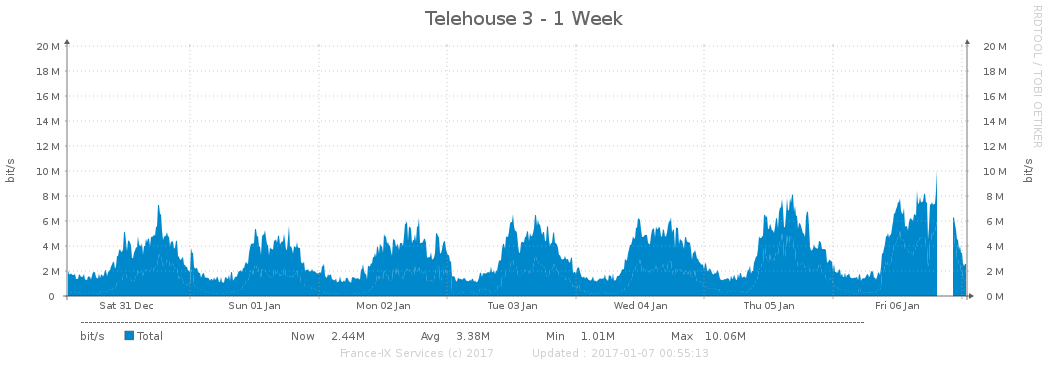 Telehouse 3 - 1 Week
RRDTOOL / TOBI OETIKER
bit/s
20 M 20 M
18 M 18 M
16 M 16 M
14 M 14 M
12 M 12 M
10 M 10 M
8 M 8 M
6 M 6 M
4 M 4 M
2 M 2 M
0 0 M
bit/s
Sat 31 Dec Sun 01 Jan Mon 02 Jan Tue 03 Jan Wed 04 Jan Thu 05 Jan Fri 06 Jan
bit/s Total Now 2.44M Avg 3.38M Min 1.01M Max 10.06M
France-IX Services (c) 2017 Updated : 2017-01-07 00:55:13